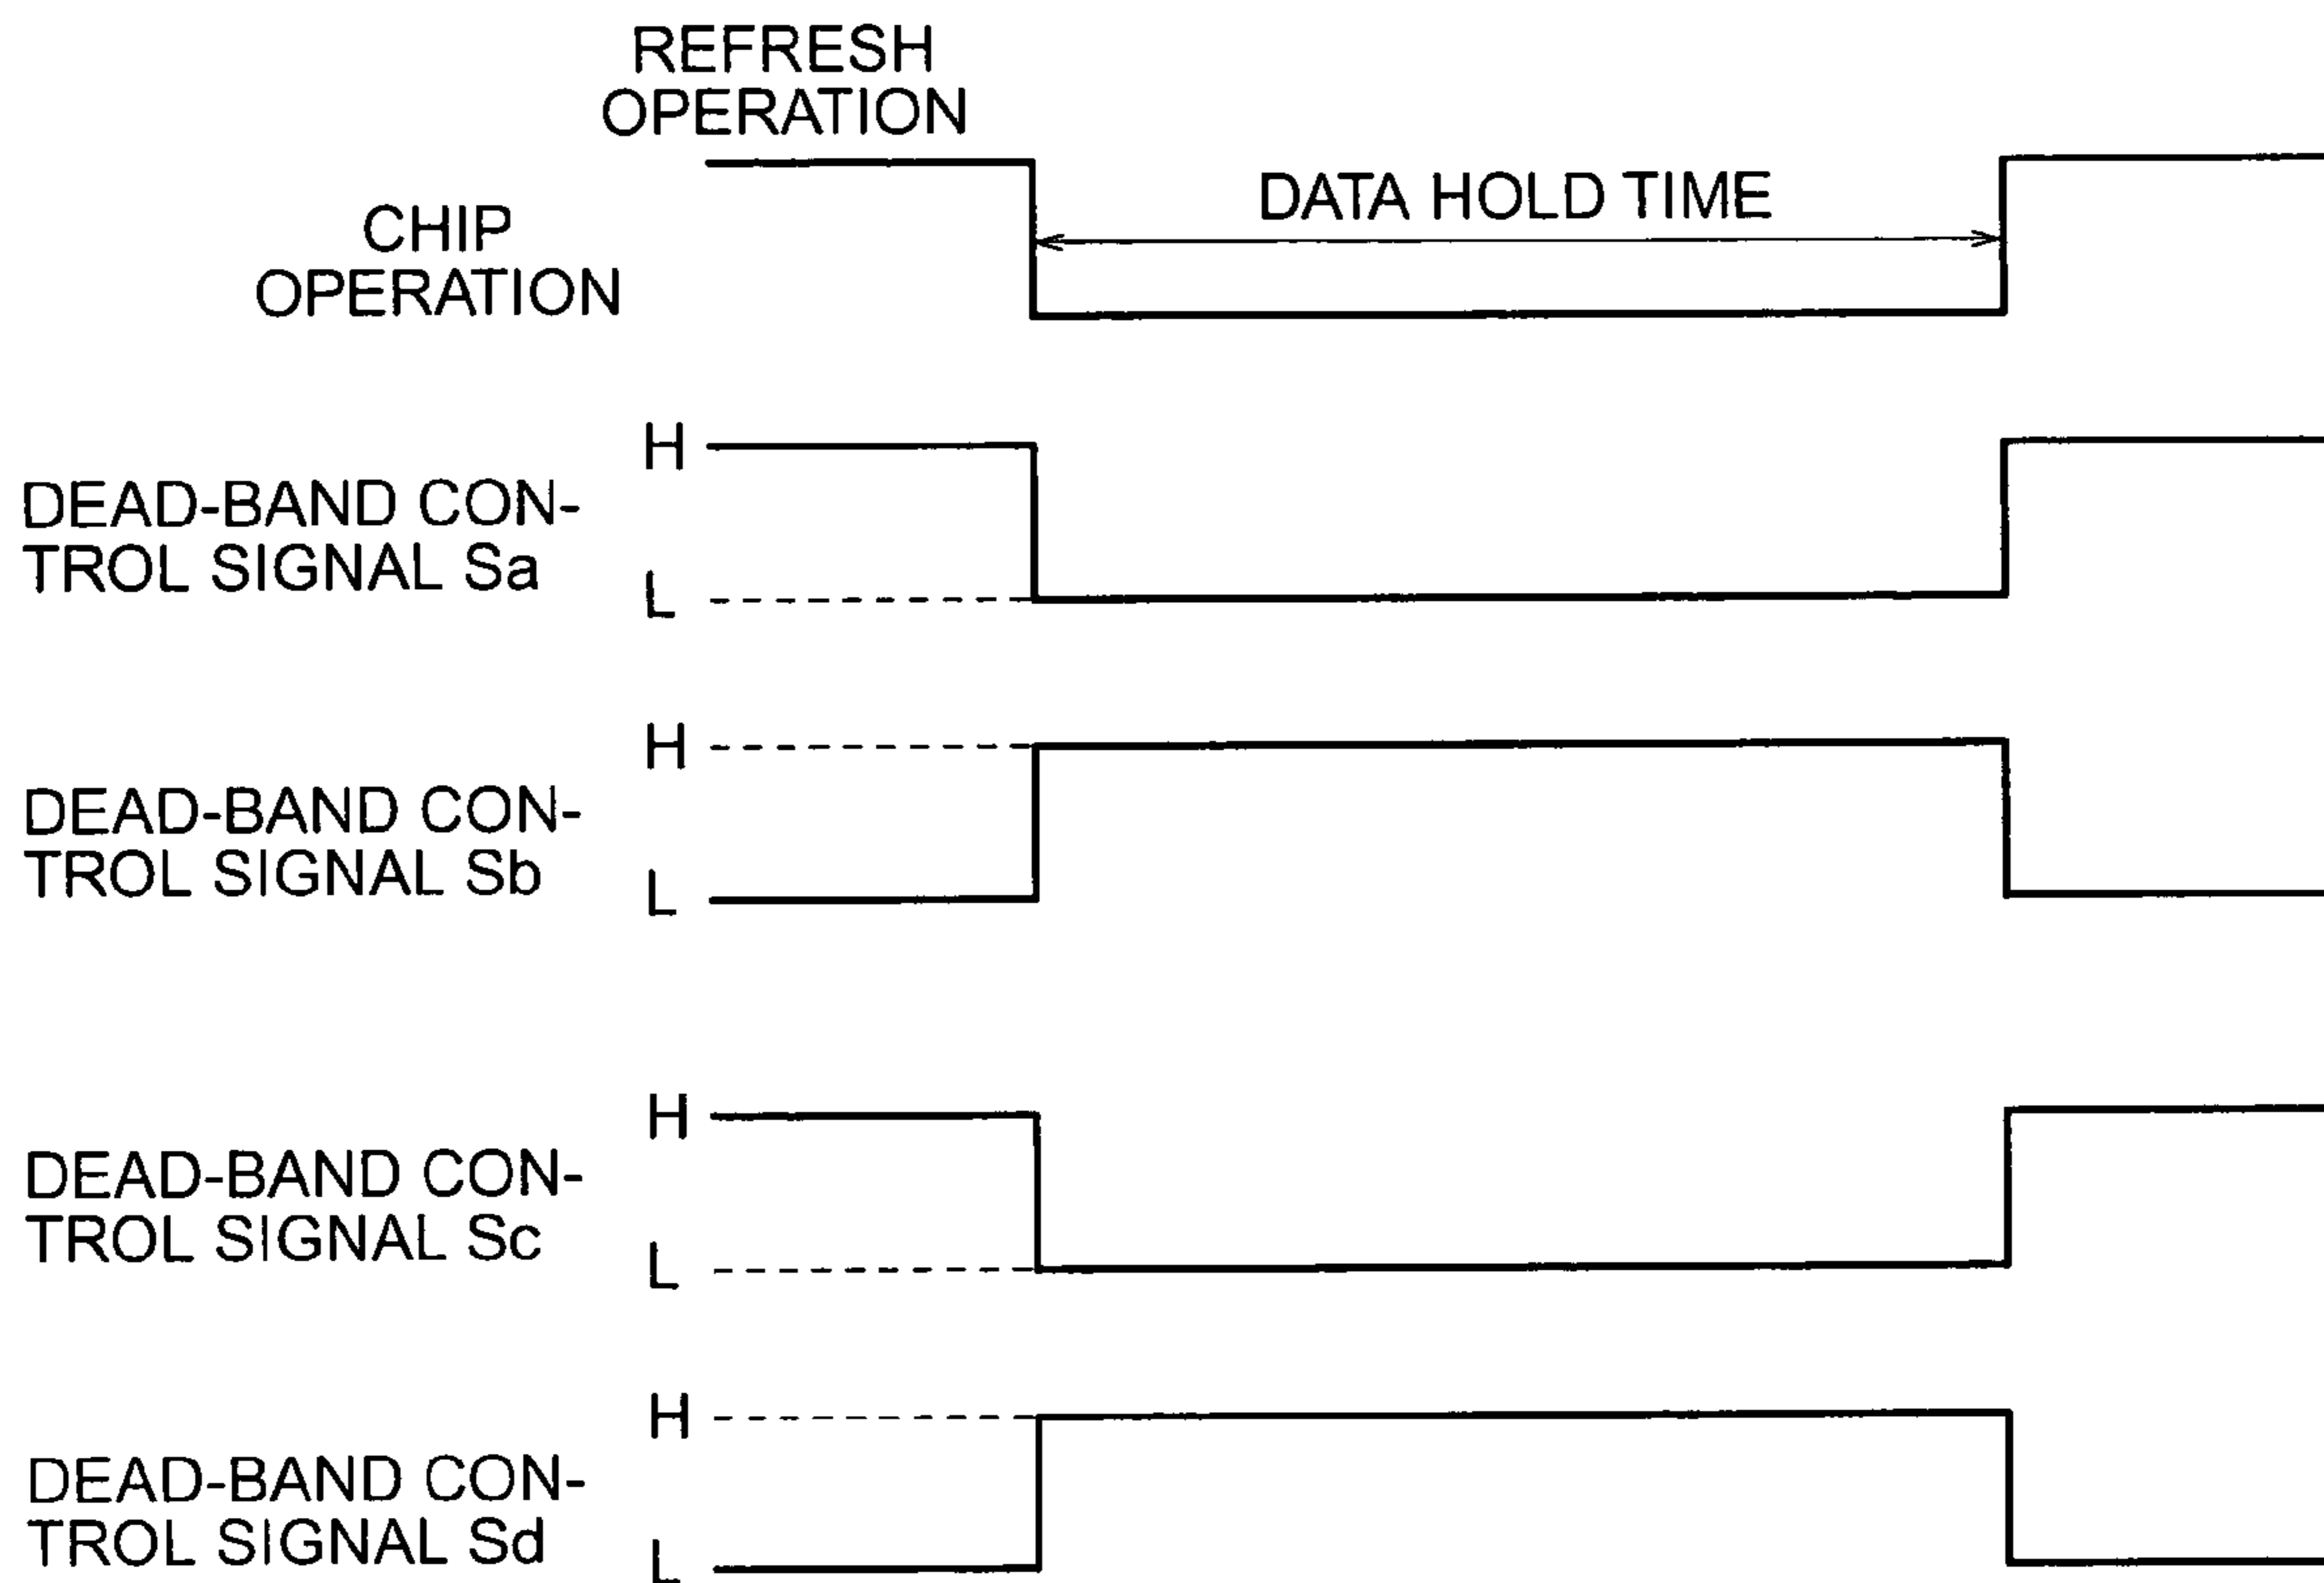 REFRESH
OPERATION
DATA HOLD TIME
CHIP
OPERATION
H
DEAD-BAND CON-
TROL SIGNAL Sa
L
H
DEAD-BAND CON-
TROL SIGNAL Sb
L
H
DEAD-BAND CON-
TROL SIGNAL Sc
L
H
DEAD-BAND CON-
TROL SIGNAL Sd
L